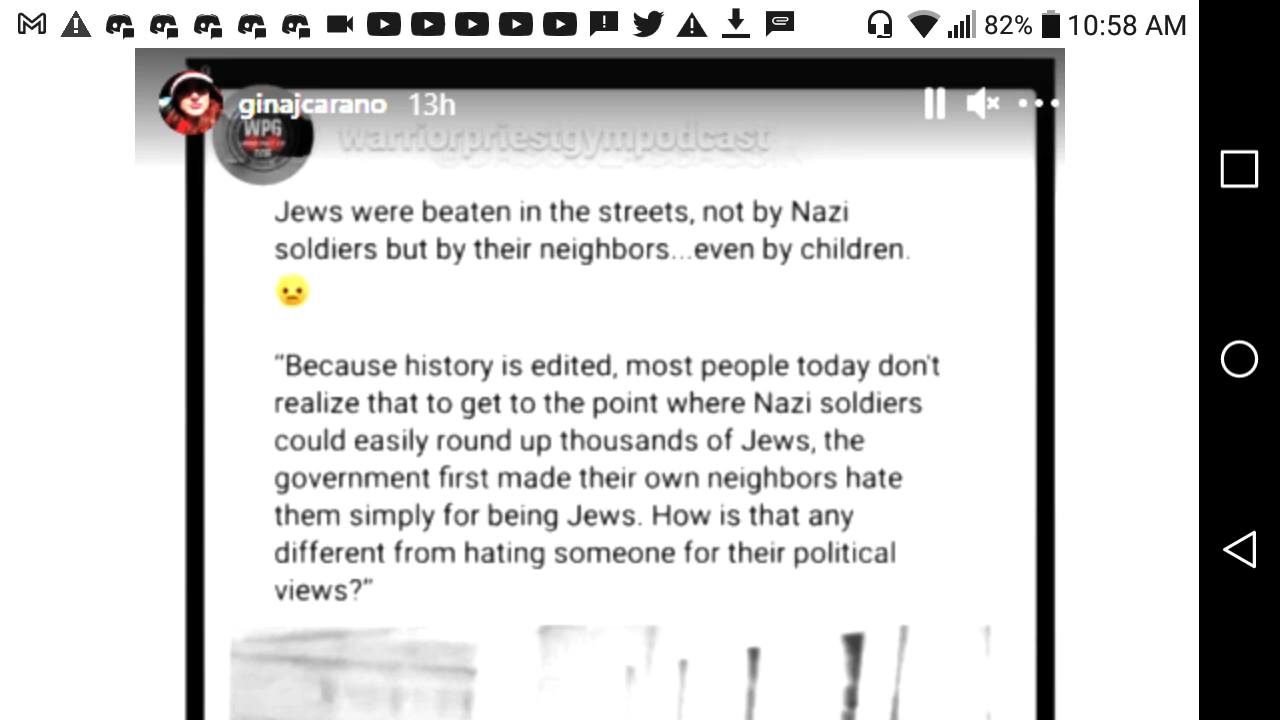 82% 10:58 AM
ginajcarano 13h
WPG
warriorpriestgympodcast
Jews were beaten in the streets, not by Nazi
soldiers but by their neighbors...even by children.
☹️
“Because history is edited, most people today don't
realize that to get to the point where Nazi soldiers
could easily round up thousands of Jews, the
government first made their own neighbors hate
them simply for being Jews. How is that any
different from hating someone for their political
views?”